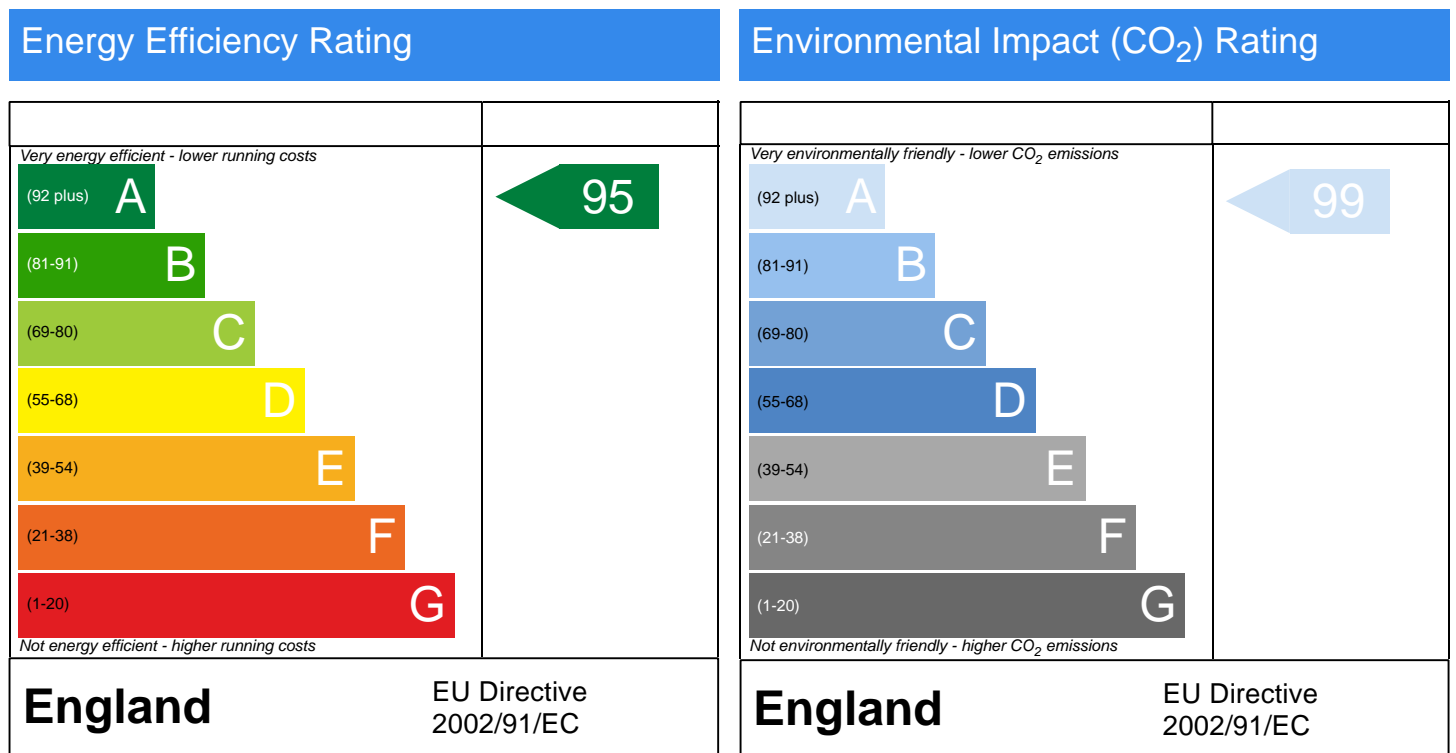 Energy Efficiency Rating
Very energy efficient - lower running costs
(92 plus) A
95
(81-91) B
(69-80) C
(55-68) D
(39-54) E
(21-38) F
(1-20) G
Not energy efficient - higher running costs
England
EU Directive
2002/91/EC
Environmental Impact (CO₂) Rating
Very environmentally friendly - lower CO₂ emissions
(92 plus) A
99
(81-91) B
(69-80) C
(55-68) D
(39-54) E
(21-38) F
(1-20) G
Not environmentally friendly - higher CO₂ emissions
England
EU Directive
2002/91/EC